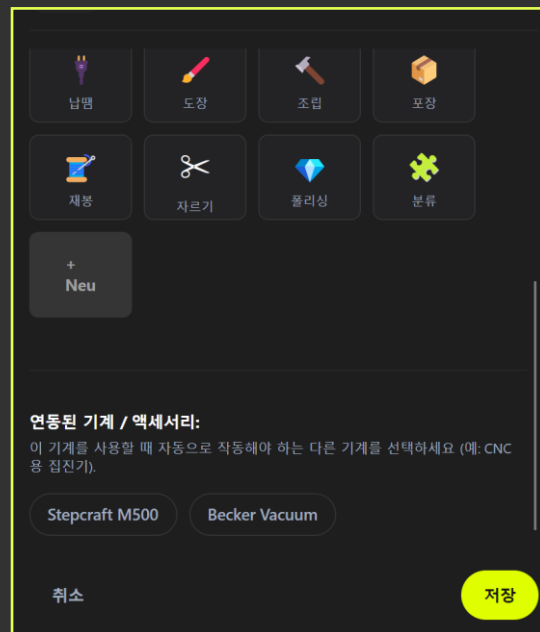 납땜 도장 조립 포장
재봉 자르기 폴리싱 분류
+
Neu
연동된 기계 / 액세서리:
이 기계를 사용할 때 자동으로 작동해야 하는 다른 기계를 선택하세요 (예: CNC
용 집진기).
Stepcraft M500 Becker Vacuum
취소 저장